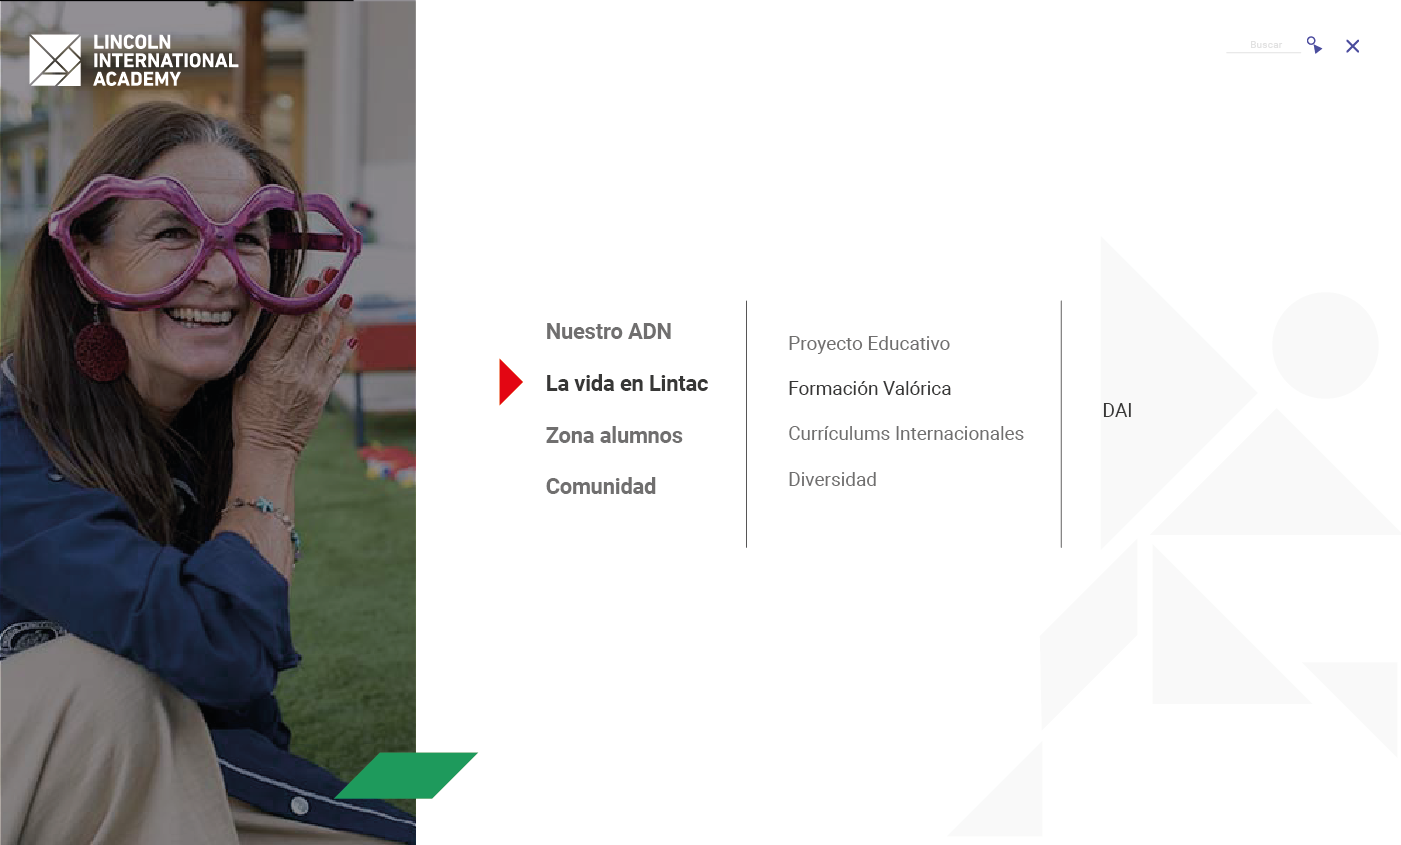 LINCOLN
INTERNATIONAL
ACADEMY
Buscar
Nuestro ADN
La vida en Lintac
Zona alumnos
Comunidad
Proyecto Educativo
Formación Valórica
Currículums Internacionales
Diversidad
DAI